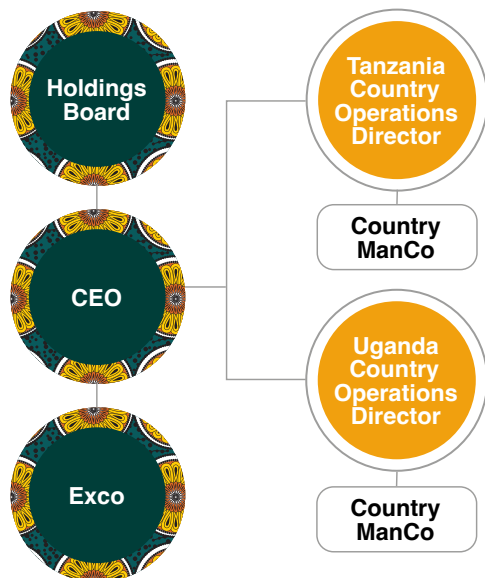 Holdings
Board
CEO
Exco
Tanzania
Country
Operations
Director
Country
ManCo
Uganda
Country
Operations
Director
Country
ManCo